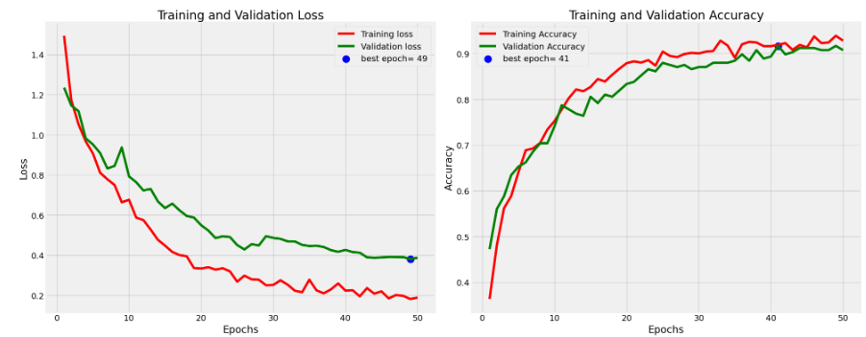 Training and Validation Loss
Training loss
Validation loss
best epoch= 49
1.4
1.2
1.0
0.8
0.6
0.4
0.2
Loss
0
10
20
30
40
50
Epochs
Training and Validation Accuracy
Training Accuracy
Validation Accuracy
best epoch= 41
0.9
0.8
0.7
0.6
0.5
0.4
Accuracy
0
10
20
30
40
50
Epochs